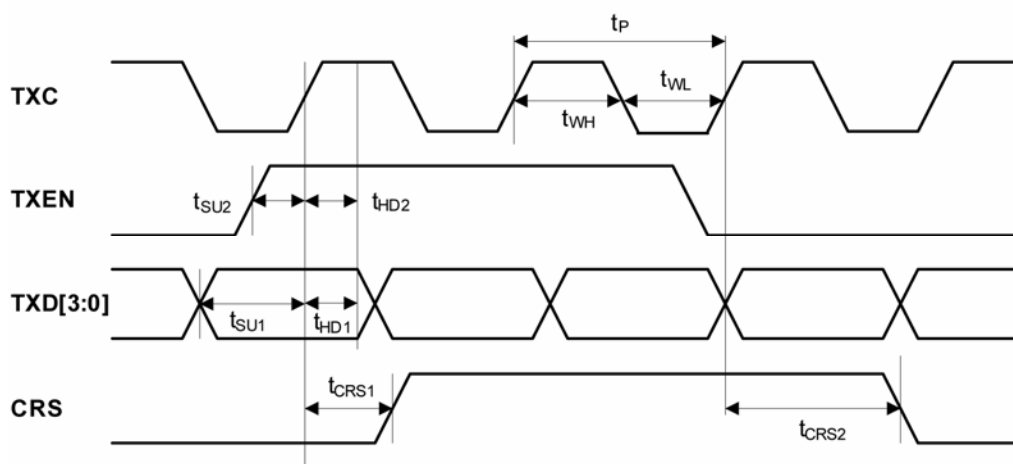 tP
TXC
tWL
tWH
TXEN
tSU2
tHD2
TXD[3:0]
tSU1
tHD1
tCRS1
CRS
tCRS2